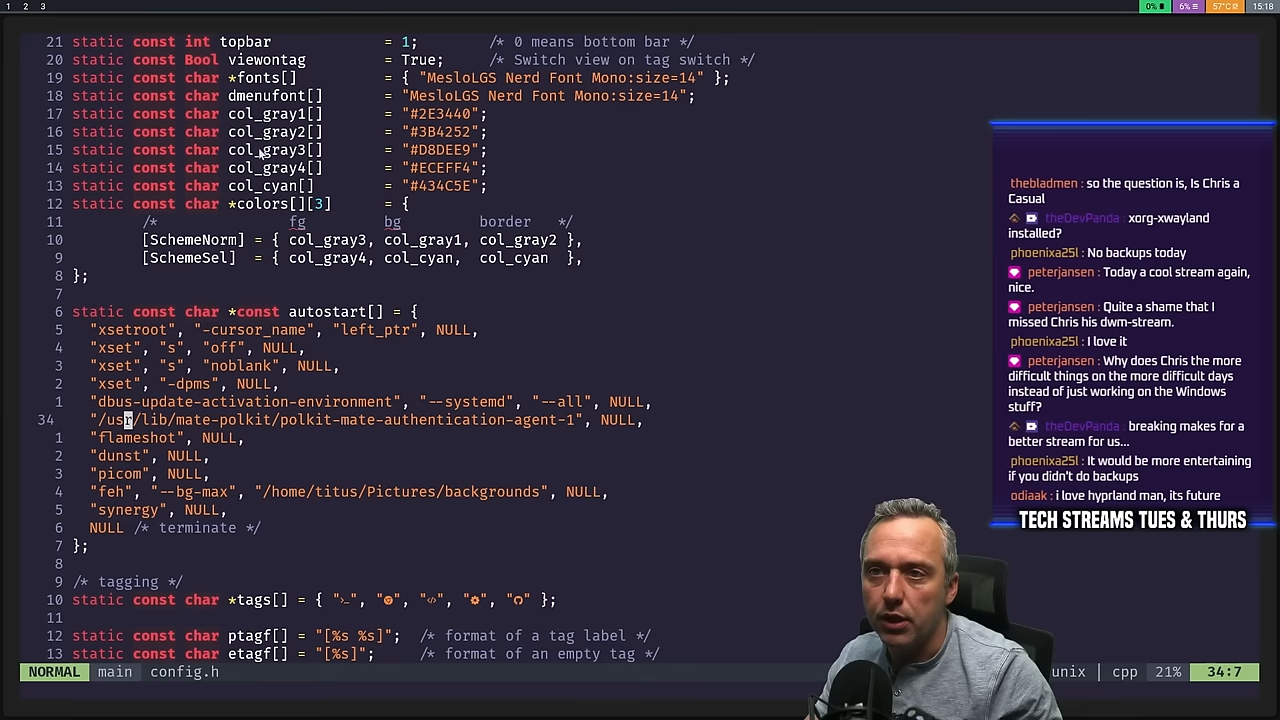 1 2 3
0% 6% 57°C 15:18
21 static const int topbar = 1; /* 0 means bottom bar */
20 static const Bool viewontag = True; /* Switch view on tag switch */
19 static const char *fonts[] = { "MesloLGS Nerd Font Mono:size=14" };
18 static const char dmenufont[] = "MesloLGS Nerd Font Mono:size=14";
17 static const char col_gray1[] = "#2E3440";
16 static const char col_gray2[] = "#3B4252";
15 static const char col_gray3[] = "#D8DEE9";
14 static const char col_gray4[] = "#ECEFF4";
13 static const char col_cyan[] = "#434C5E";
12 static const char *colors[][3] = {
11 /* fg bg border */
10 [SchemeNorm] = { col_gray3, col_gray1, col_gray2 },
9 [SchemeSel] = { col_gray4, col_cyan, col_cyan },
8 };
7
6 static const char *const autostart[] = {
5 "xsetroot", "-cursor_name", "left_ptr", NULL,
4 "xset", "s", "off", NULL,
3 "xset", "s", "noblank", NULL,
2 "xset", "-dpms", NULL,
1 "dbus-update-activation-environment", "--systemd", "--all", NULL,
34 "/usr/lib/mate-polkit/polkit-mate-authentication-agent-1", NULL,
1 "flameshot", NULL,
2 "dunst", NULL,
3 "picom", NULL,
4 "feh", "--bg-max", "/home/titus/Pictures/backgrounds", NULL,
5 "synergy", NULL,
6 NULL /* terminate */
7 };
8
9 /* tagging */
10 static const char *tags[] = { "", "", "", "", "" };
11
12 static const char ptagf[] = "[%s %s]"; /* format of a tag label */
13 static const char etagf[] = "[%s]"; /* format of an empty tag */
NORMAL main config.h unix | cpp 21% 34:7
thebladmen : so the question is, Is Chris a
Casual
theDevPanda : xorg-xwayland
installed?
phoenixa25l : No backups today
peterjansen : Today a cool stream again,
nice.
peterjansen : Quite a shame that I
missed Chris his dwm-stream.
phoenixa25l : I love it
peterjansen : Why does Chris the more
difficult things on the more difficult days
instead of just working on the Windows
stuff?
theDevPanda : breaking makes for a
better stream for us...
phoenixa25l : It would be more entertaining
if you didn't do backups
odiaak : i love hyprland man, its future
TECH STREAMS TUES & THURS